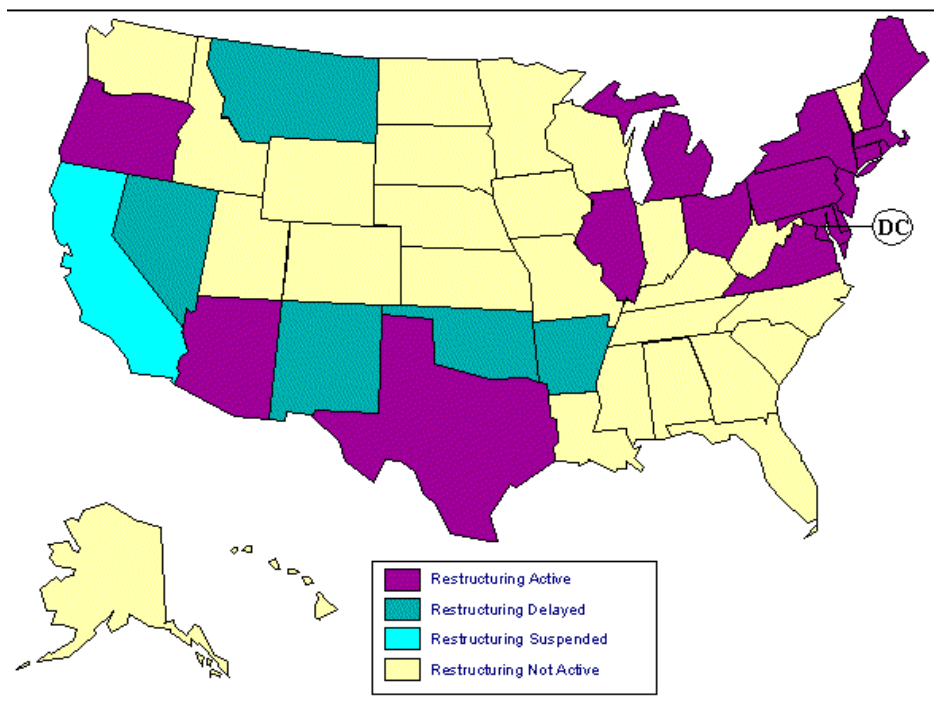 DC
Restructuring Active
Restructuring Delayed
Restructuring Suspended
Restructuring Not Active